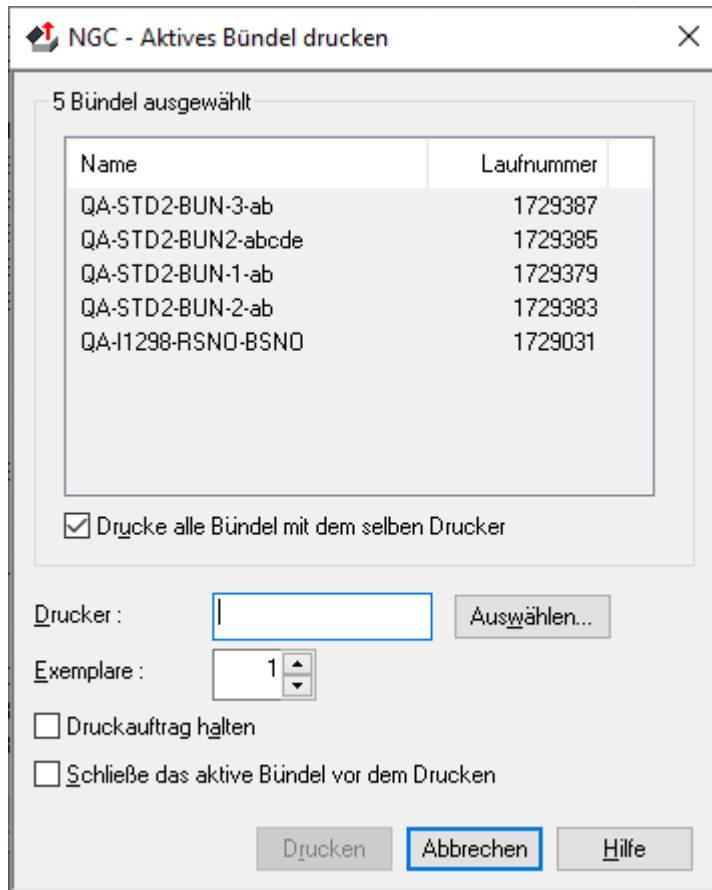 NGC - Aktives Bündel drucken
5 Bündel ausgewählt
Name Laufnummer
QA-STD2-BUN-3-ab 1729387
QA-STD2-BUN2-abcde 1729385
QA-STD2-BUN-1-ab 1729379
QA-STD2-BUN-2-ab 1729383
QA-I1298-RSNO-BSNO 1729031
Drucke alle Bündel mit dem selben Drucker
Drucker :
Auswählen...
Exemplare : 1
Druckauftrag halten
Schließe das aktive Bündel vor dem Drucken
Drucken Abbrechen Hilfe